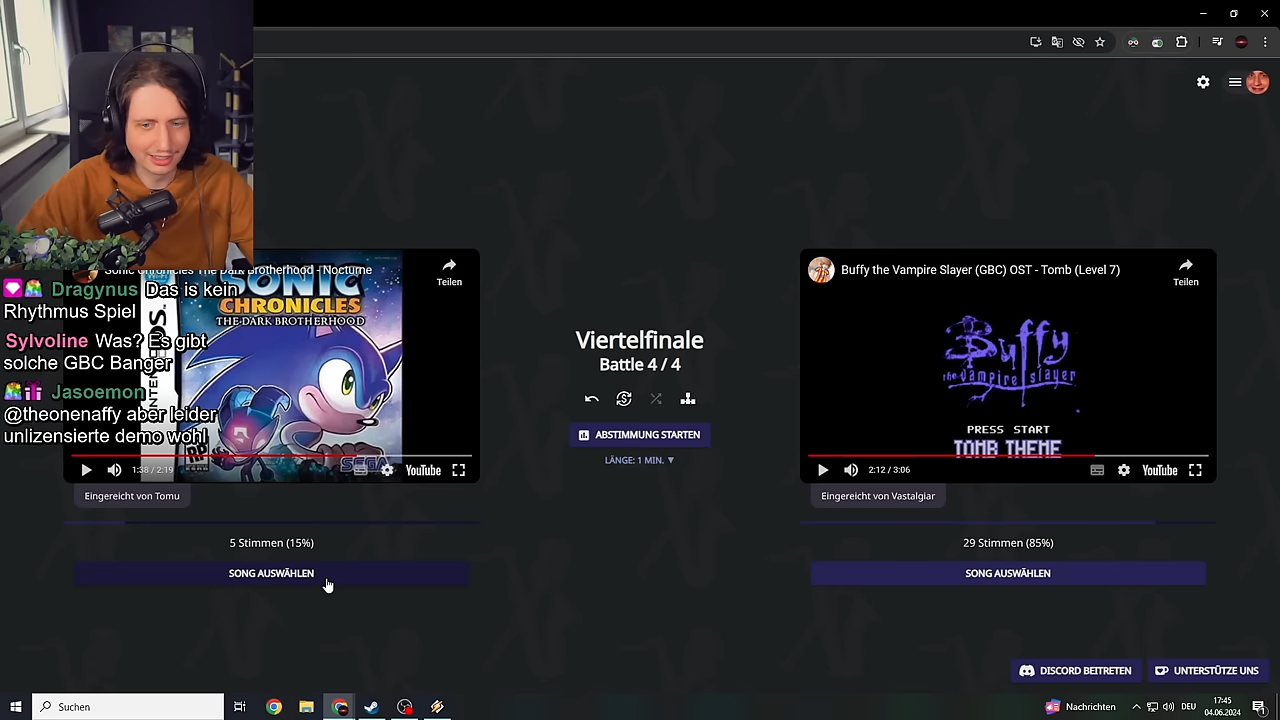 Sonic Chronicles The Dark Brotherhood - Nocturne
Teilen
SONIC
CHRONICLES
THE DARK BROTHERHOOD
SEGA
Dragynus Das is kein
Rhythmus Spiel
Sylvoline Was? Es gibt
solche GBC Banger
Jasoemon
@theonenaffy aber leider
unlizensierte demo wohl
1:38 / 2:19
YouTube
Eingereicht von Tomu
5 Stimmen (15%)
SONG AUSWÄHLEN
Viertelfinale
Battle 4 / 4
ABSTIMMUNG STARTEN
LÄNGE: 1 MIN. ▼
Buffy the Vampire Slayer (GBC) OST - Tomb (Level 7)
Teilen
Buffy
the vampire slayer
PRESS START
TOMB THEME
2:12 / 3:06
YouTube
Eingereicht von Vastalgiar
29 Stimmen (85%)
SONG AUSWÄHLEN
DISCORD BEITRETEN
UNTERSTÜTZE UNS
Suchen
Nachrichten
DEU
17:45
04.06.2024